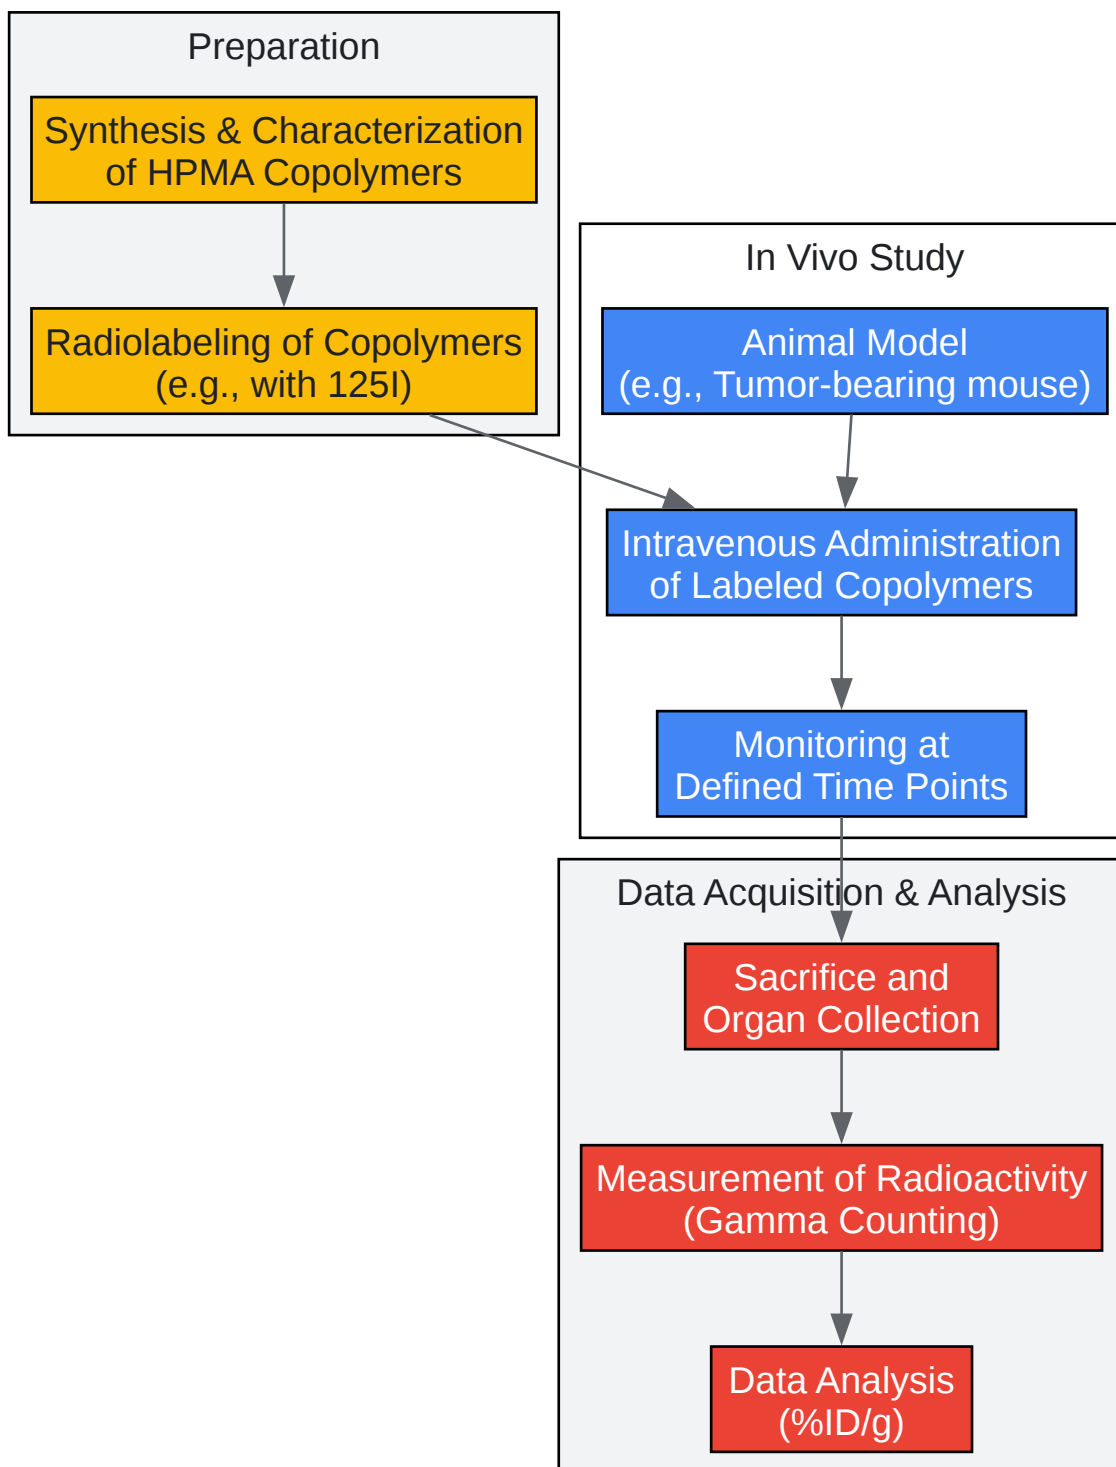 Preparation
Synthesis & Characterization
of HPMA Copolymers
Radiolabeling of Copolymers
(e.g., with 125I)
In Vivo Study
Animal Model
(e.g., Tumor-bearing mouse)
Intravenous Administration
of Labeled Copolymers
Monitoring at
Defined Time Points
Data Acquisition & Analysis
Sacrifice and
Organ Collection
Measurement of Radioactivity
(Gamma Counting)
Data Analysis
(%ID/g)